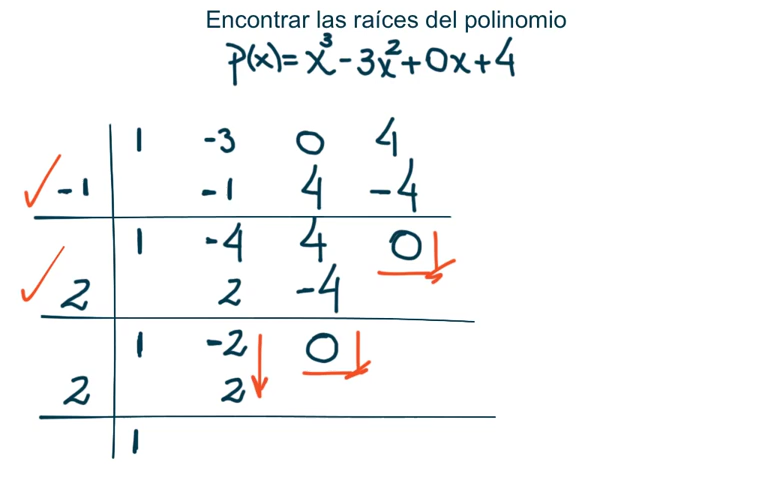 Encontrar las raíces del polinomio
P(x)= x³-3x²+0x+4
1 -3 0 4
-1 -1 4 -4
1 -4 4 0
2 2 -4
1 -2 0
2 2
1